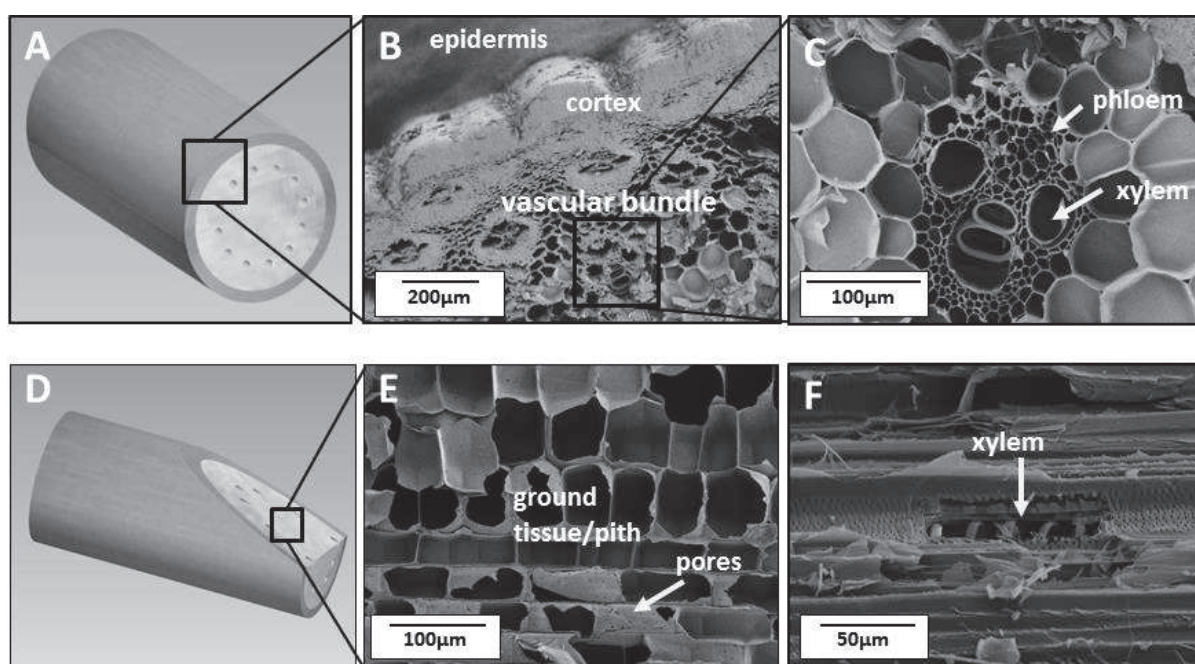 A
B
epidermis
cortex
vascular bundle
200µm
C
phloem
xylem
100µm
D
E
ground
tissue/pith
pores
100µm
F
xylem
50µm